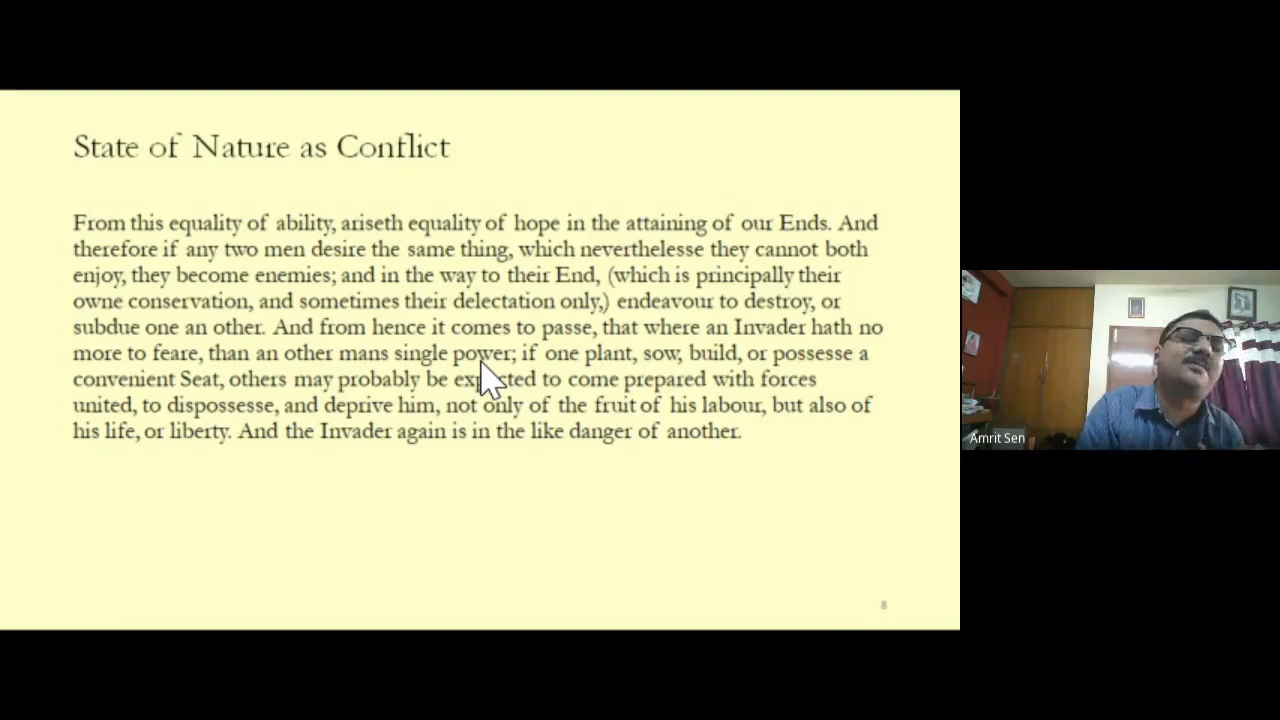 State of Nature as Conflict
From this equality of ability, ariseth equality of hope in the attaining of our Ends. And
therefore if any two men desire the same thing, which neverthelesse they cannot both
enjoy, they become enemies; and in the way to their End, (which is principally their
owne conservation, and sometimes their delectation only,) endeavour to destroy, or
subdue one an other. And from hence it comes to passe, that where an Invader hath no
more to feare, than an other mans single power; if one plant, sow, build, or possesse a
convenient Seat, others may probably be expected to come prepared with forces
united, to dispossesse, and deprive him, not only of the fruit of his labour, but also of
his life, or liberty. And the Invader again is in the like danger of another.
8
Amrit Sen